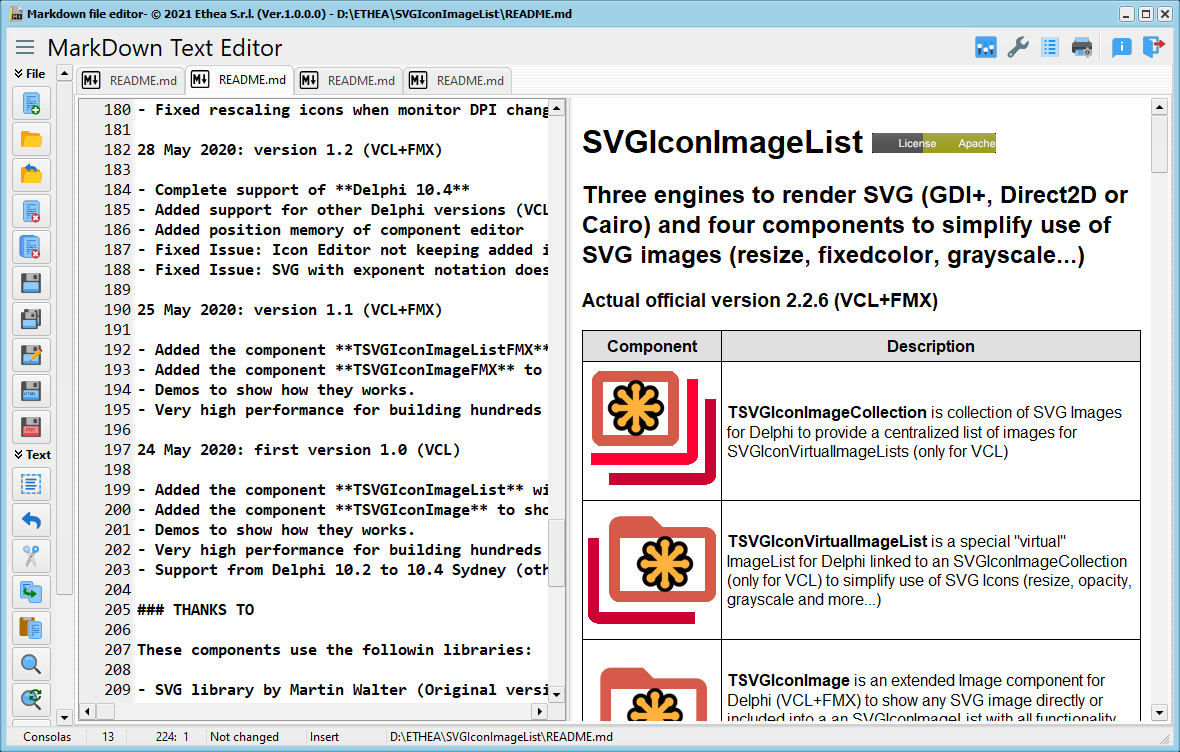 Markdown file editor- © 2021 Ethea S.r.l. (Ver.1.0.0.0) - D:\ETHEA\SVGIconImageList\README.md
MarkDown Text Editor
File
Text
README.md
README.md
README.md
README.md
180 - Fixed rescaling icons when monitor DPI chang
181
182 28 May 2020: version 1.2 (VCL+FMX)
183
184 - Complete support of **Delphi 10.4**
185 - Added support for other Delphi versions (VCL
186 - Added position memory of component editor
187 - Fixed Issue: Icon Editor not keeping added i
188 - Fixed Issue: SVG with exponent notation does
189
190 25 May 2020: version 1.1 (VCL+FMX)
191
192 - Added the component **TSVGIconImageListFMX**
193 - Added the component **TSVGIconImageFMX** to
194 - Demos to show how they works.
195 - Very high performance for building hundreds
196
197 24 May 2020: first version 1.0 (VCL)
198
199 - Added the component **TSVGIconImageList** wi
200 - Added the component **TSVGIconImage** to sho
201 - Demos to show how they works.
202 - Very high performance for building hundreds
203 - Support from Delphi 10.2 to 10.4 Sydney (oth
204
205 ### THANKS TO
206
207 These components use the followin libraries:
208
209 - SVG library by Martin Walter (Original versi
SVGIconImageList License Apache
Three engines to render SVG (GDI+, Direct2D or
Cairo) and four components to simplify use of
SVG images (resize, fixedcolor, grayscale...)
Actual official version 2.2.6 (VCL+FMX)
Component Description
TSVGIconImageCollection is collection of SVG Images
for Delphi to provide a centralized list of images for
SVGIconVirtualImageLists (only for VCL)
TSVGIconVirtualImageList is a special "virtual"
ImageList for Delphi linked to an SVGIconImageCollection
(only for VCL) to simplify use of SVG Icons (resize, opacity,
grayscale and more...)
TSVGIconImage is an extended Image component for
Delphi (VCL+FMX) to show any SVG image directly or
included into a an SVGIconImageList with all functionality
Consolas 13 224: 1 Not changed Insert D:\ETHEA\SVGIconImageList\README.md